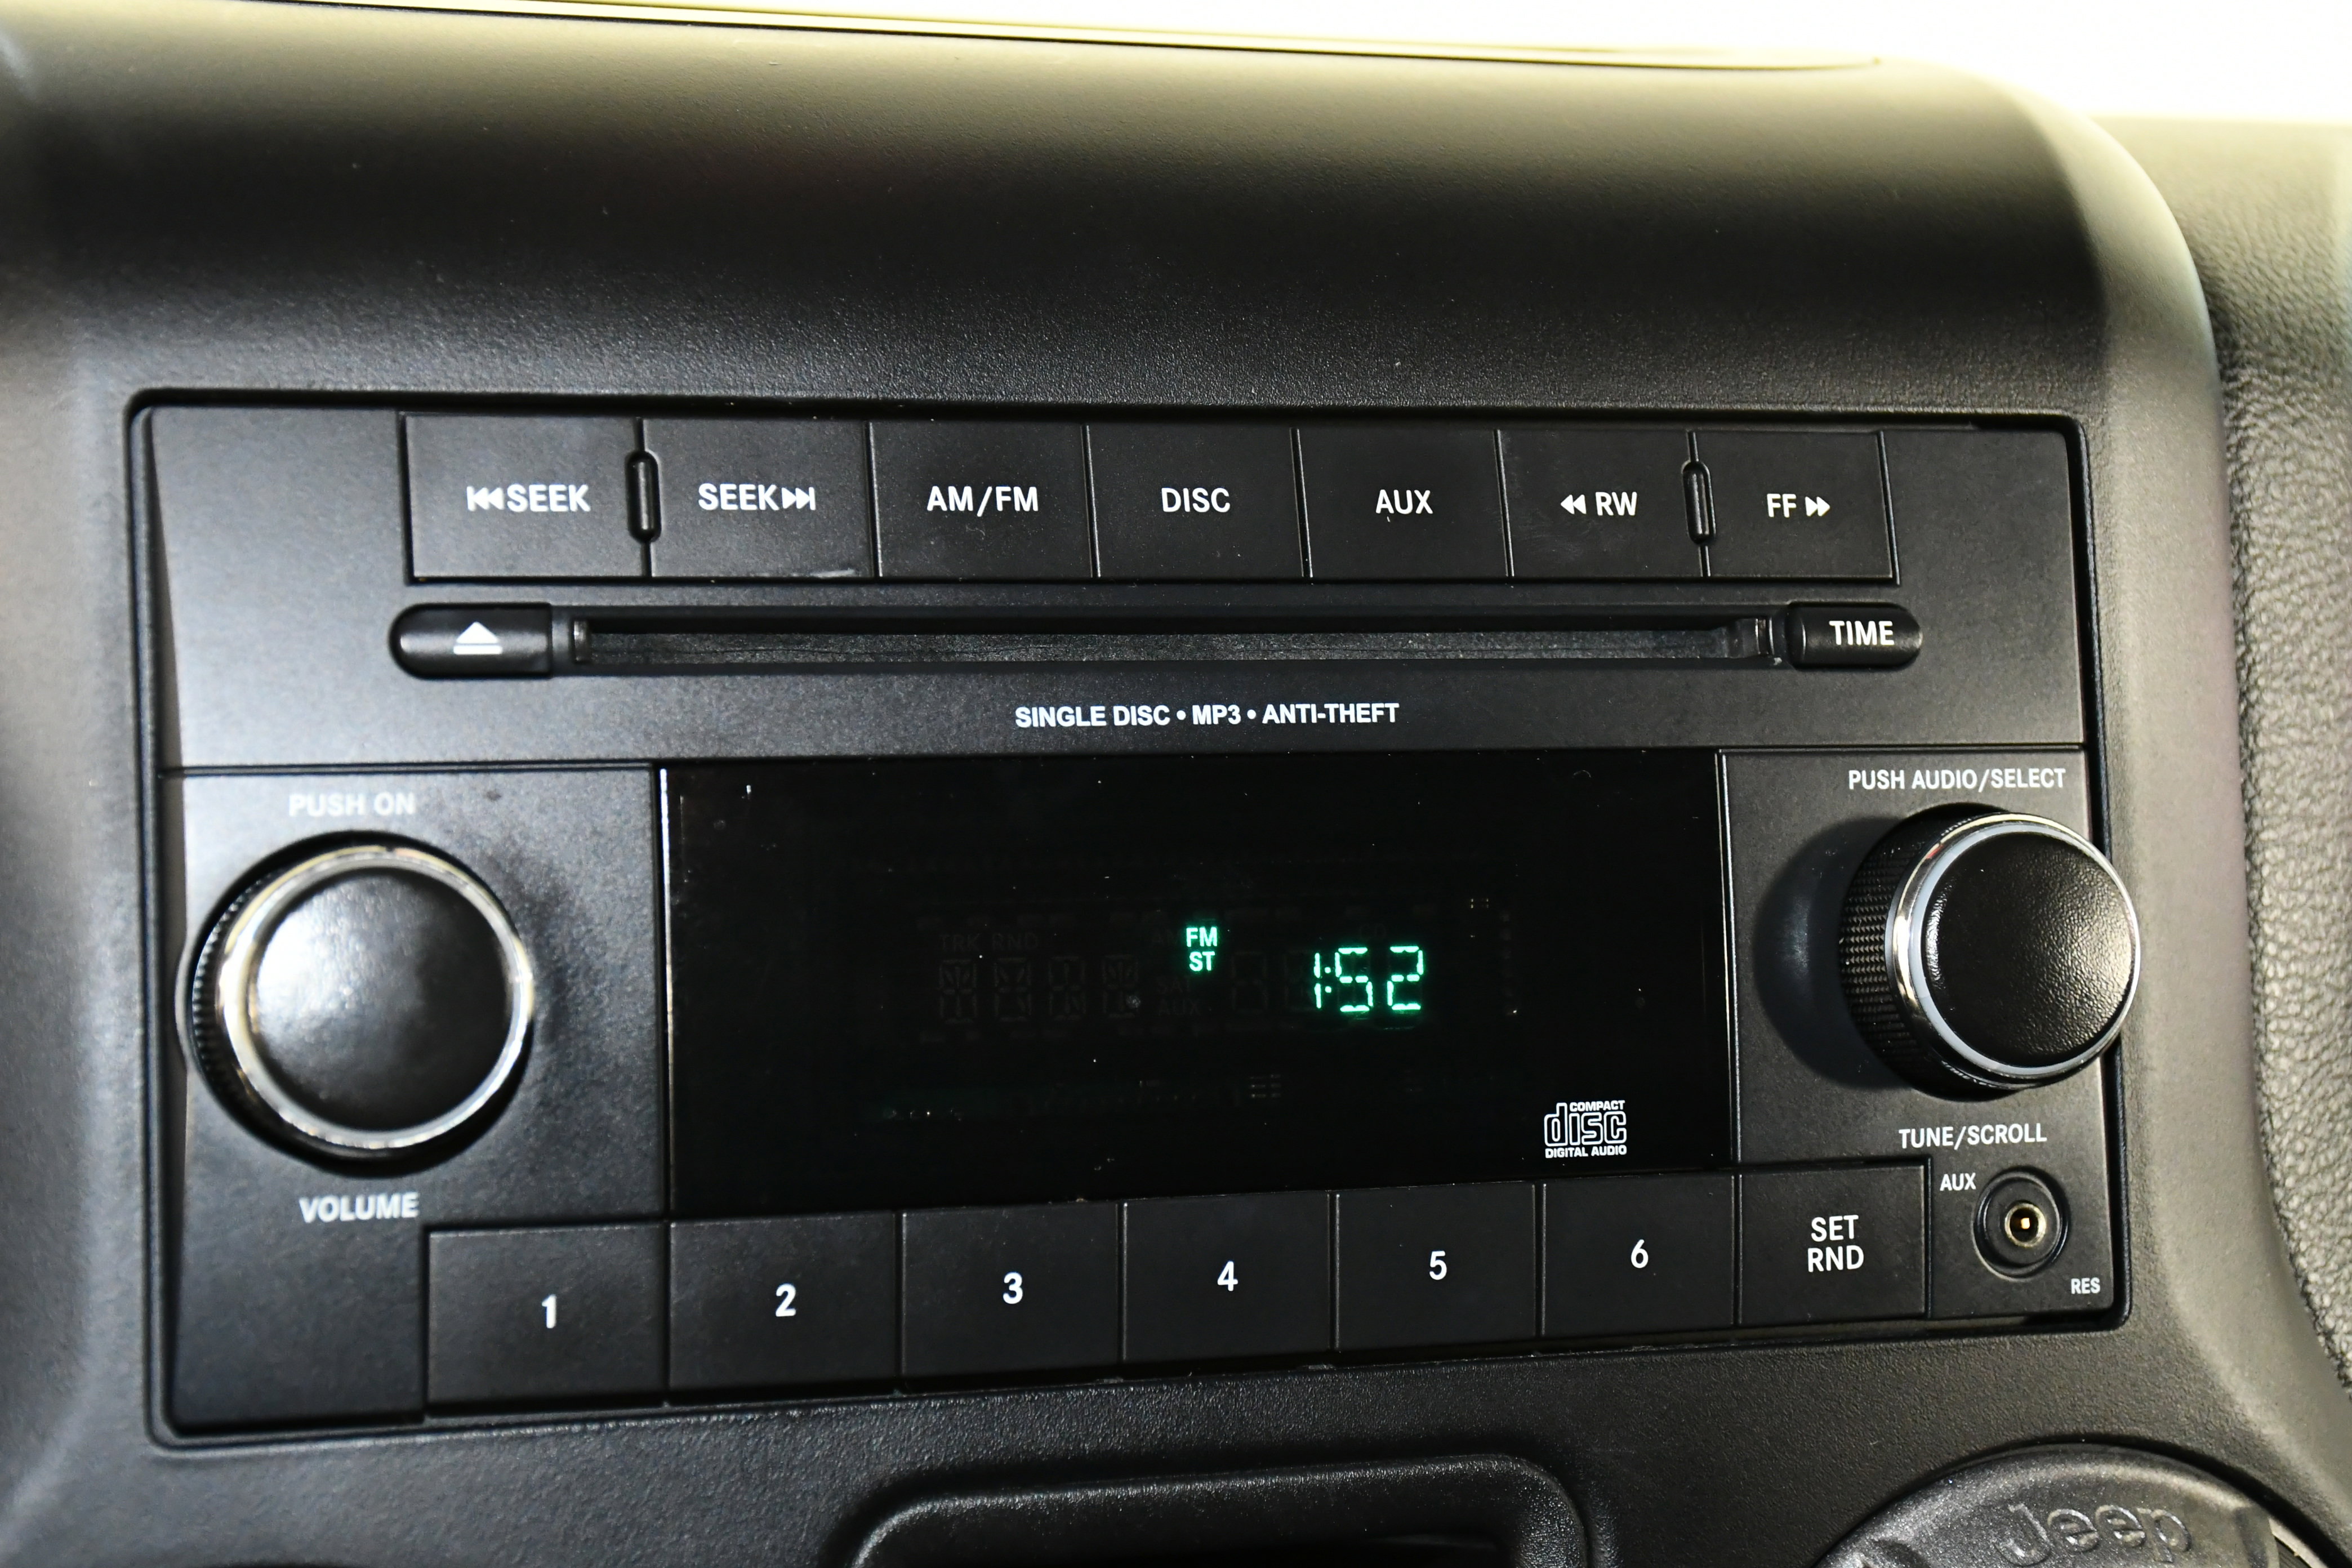 SEEK
SEEK
AM/FM
DISC
AUX
RW
FF
TIME
SINGLE DISC • MP3 • ANTI-THEFT
PUSH ON
PUSH AUDIO/SELECT
TRK RND
FM
ST
1:52
COMPACT
disc
DIGITAL AUDIO
VOLUME
TUNE/SCROLL
AUX
1
2
3
4
5
6
SET
RND
RES
Jeep